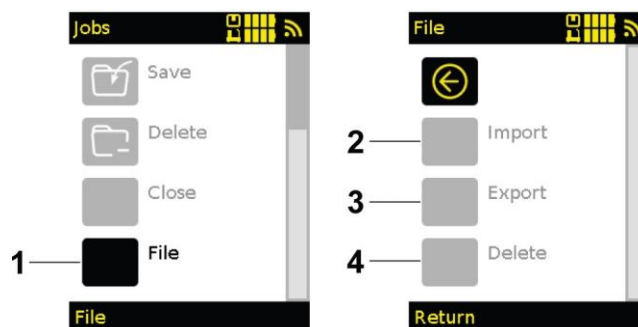 Jobs
Save
Delete
Close
1
File
File
File
2
Import
3
Export
4
Delete
Return